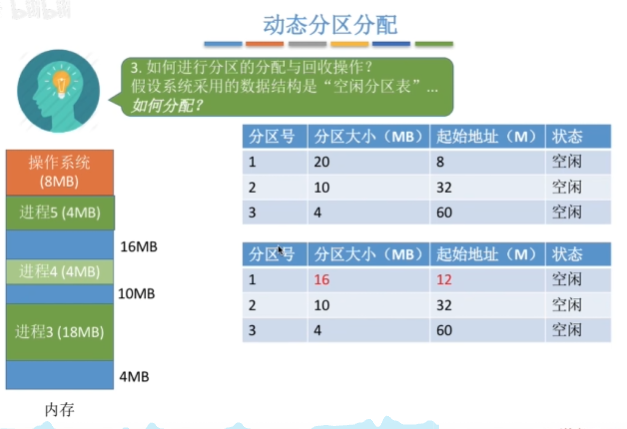 bilibili
动态分区分配
3. 如何进行分区的分配与回收操作?
假设系统采用的数据结构是“空闲分区表”...
如何分配?
操作系统
(8MB)
进程5 (4MB)
16MB
进程4 (4MB)
10MB
进程3 (18MB)
4MB
内存
分区号 分区大小(MB) 起始地址(M) 状态
1 20 8 空闲
2 10 32 空闲
3 4 60 空闲
分区号 分区大小(MB) 起始地址(M) 状态
1 16 12 空闲
2 10 32 空闲
3 4 60 空闲